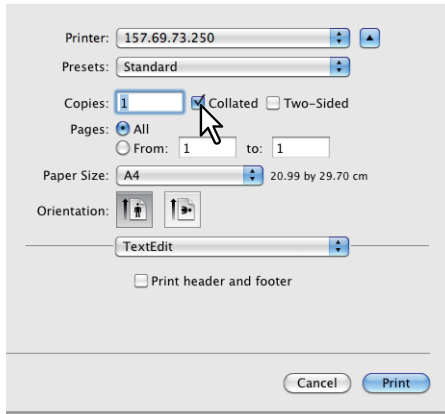 Printer: 157.69.73.250
Presets: Standard
Copies: 1 Collated Two-Sided
Pages: All
From: 1 to: 1
Paper Size: A4 20.99 by 29.70 cm
Orientation:
TextEdit
Print header and footer
Cancel Print